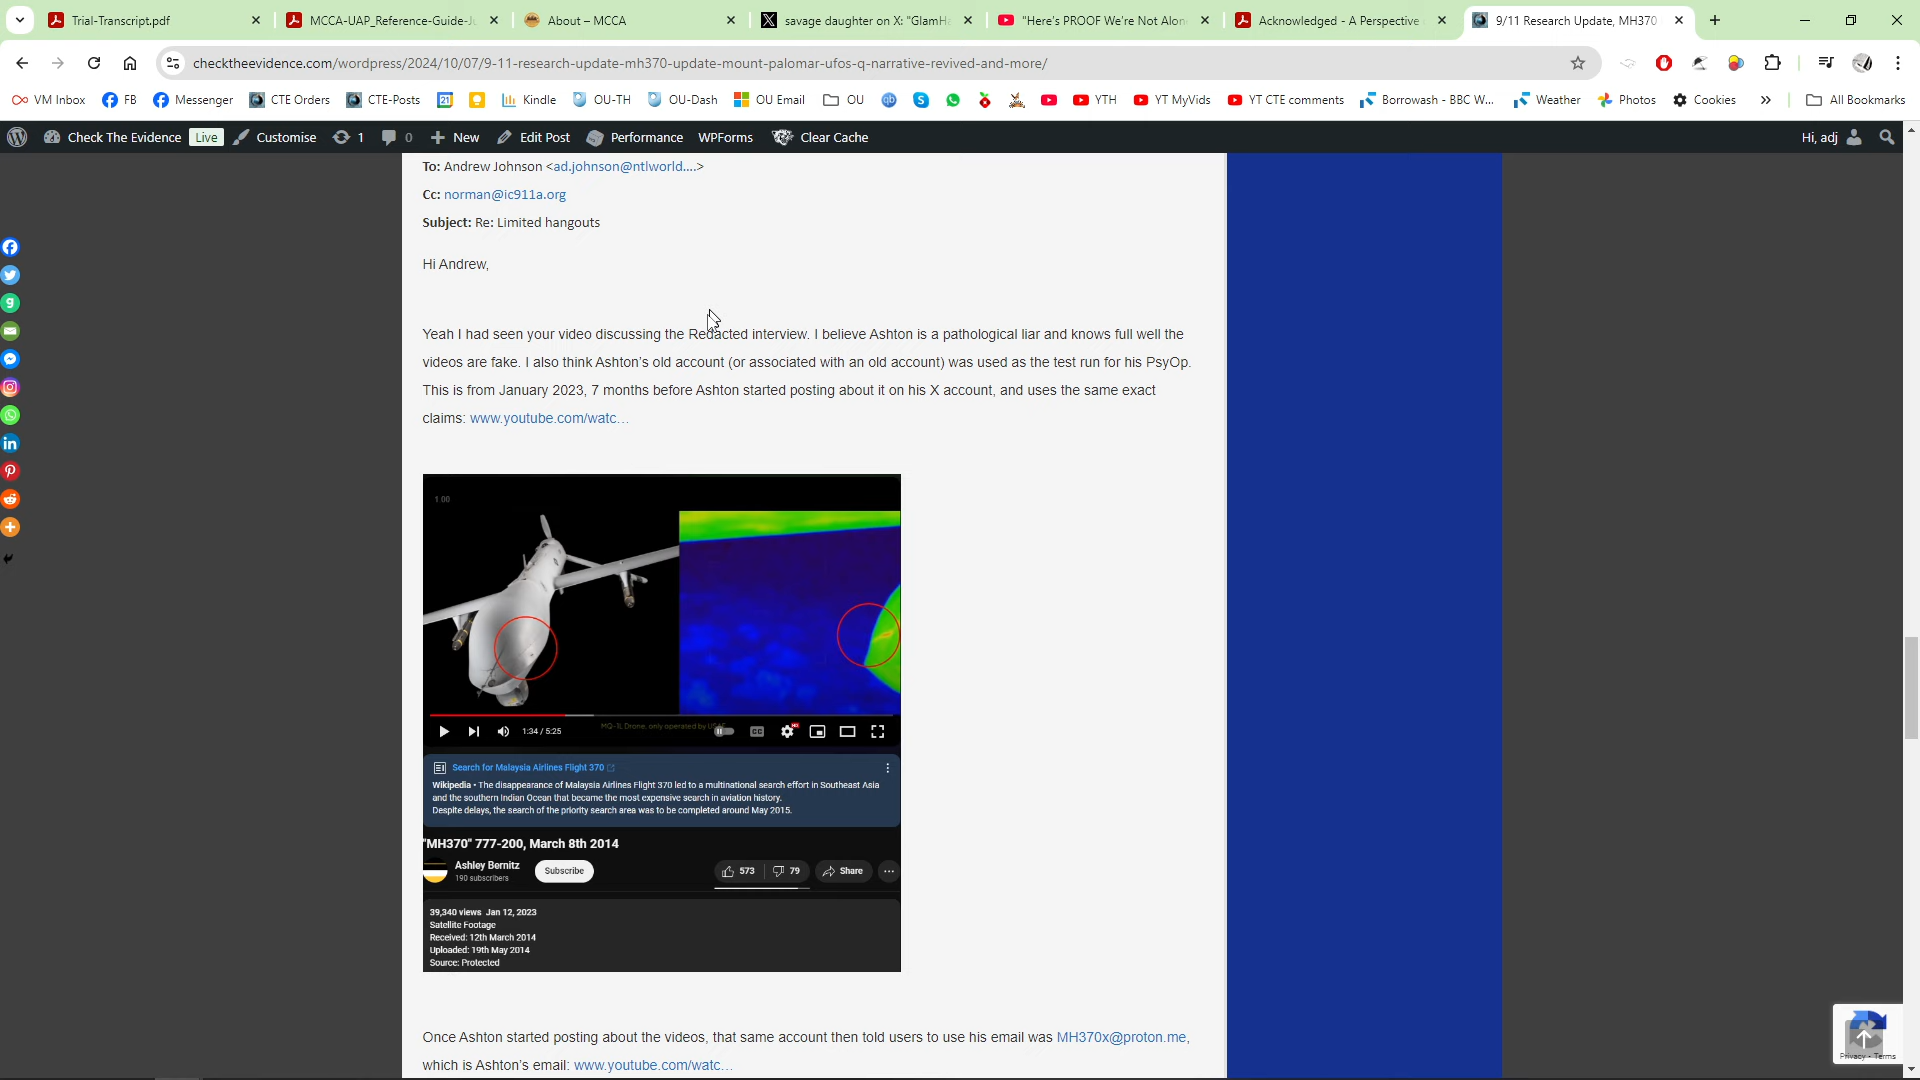 Trial-Transcript.pdf
MCCA-UAP_Reference-Guide-Ju
About – MCCA
savage daughter on X: "GlamHa
"Here's PROOF We're Not Alon
Acknowledged - A Perspective
9/11 Research Update, MH370
checktheevidence.com/wordpress/2024/10/07/9-11-research-update-mh370-update-mount-palomar-ufos-q-narrative-revived-and-more/
VM Inbox
FB
Messenger
CTE Orders
CTE-Posts
Kindle
OU-TH
OU-Dash
OU Email
OU
YTH
YT MyVids
YT CTE comments
Borrowash - BBC W...
Weather
Photos
Cookies
All Bookmarks
Check The Evidence
Live
Customise
1
0
New
Edit Post
Performance
WPForms
Clear Cache
Hi, adj
To: Andrew Johnson <ad.johnson@ntlworld....>
Cc: norman@ic911a.org
Subject: Re: Limited hangouts
Hi Andrew,
Yeah I had seen your video discussing the Redacted interview. I believe Ashton is a pathological liar and knows full well the
videos are fake. I also think Ashton's old account (or associated with an old account) was used as the test run for his PsyOp.
This is from January 2023, 7 months before Ashton started posting about it on his X account, and uses the same exact
claims: www.youtube.com/watc...
1:00
MQ-1L Drone, only operated by USAF
1:34 / 5:25
Search for Malaysia Airlines Flight 370
Wikipedia • The disappearance of Malaysia Airlines Flight 370 led to a multinational search effort in Southeast Asia
and the southern Indian Ocean that became the most expensive search in aviation history.
Despite delays, the search of the priority search area was to be completed around May 2015.
"MH370" 777-200, March 8th 2014
Ashley Bernitz
190 subscribers
Subscribe
573
79
Share
39,340 views Jan 12, 2023
Satellite Footage
Received: 12th March 2014
Uploaded: 19th May 2014
Source: Protected
Once Ashton started posting about the videos, that same account then told users to use his email was MH370x@proton.me,
which is Ashton's email: www.youtube.com/watc...
Privacy - Terms